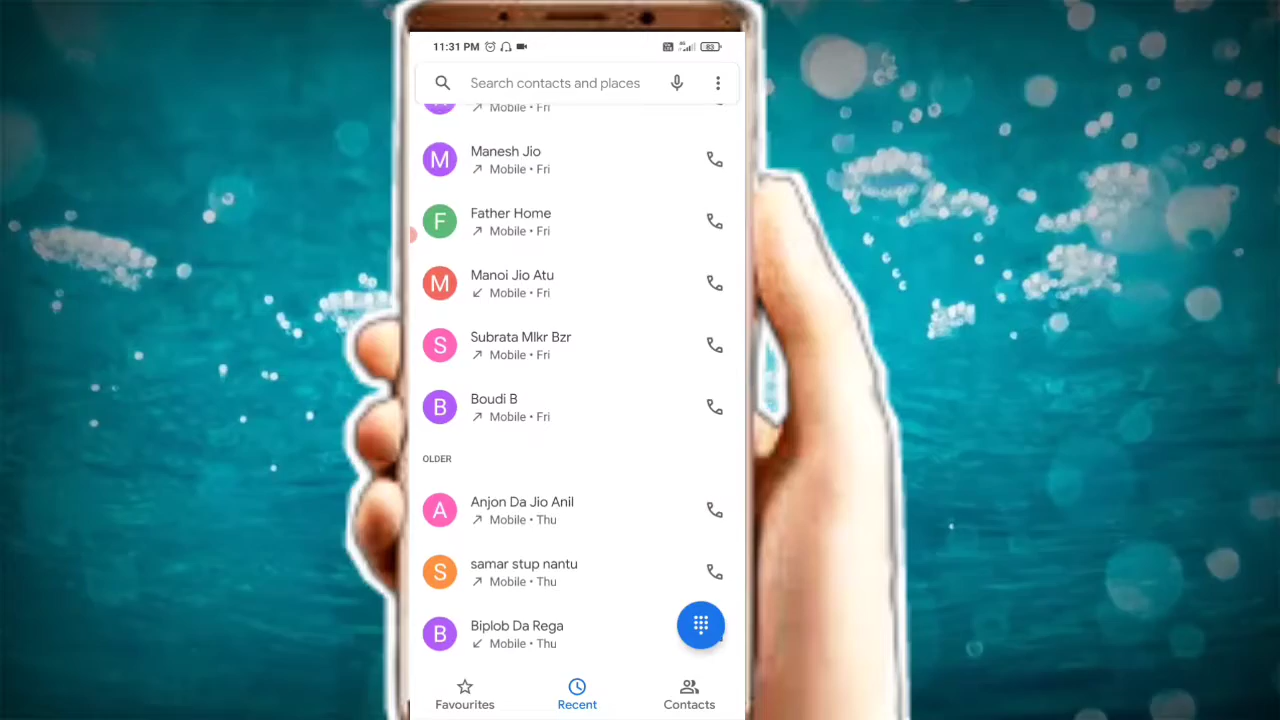 11:31 PM
83
Search contacts and places
Mobile • Fri
Manesh Jio
Mobile • Fri
Father Home
Mobile • Fri
Manoi Jio Atu
Mobile • Fri
Subrata Mlkr Bzr
Mobile • Fri
Boudi B
Mobile • Fri
OLDER
Anjon Da Jio Anil
Mobile • Thu
samar stup nantu
Mobile • Thu
Biplob Da Rega
Mobile • Thu
Favourites
Recent
Contacts